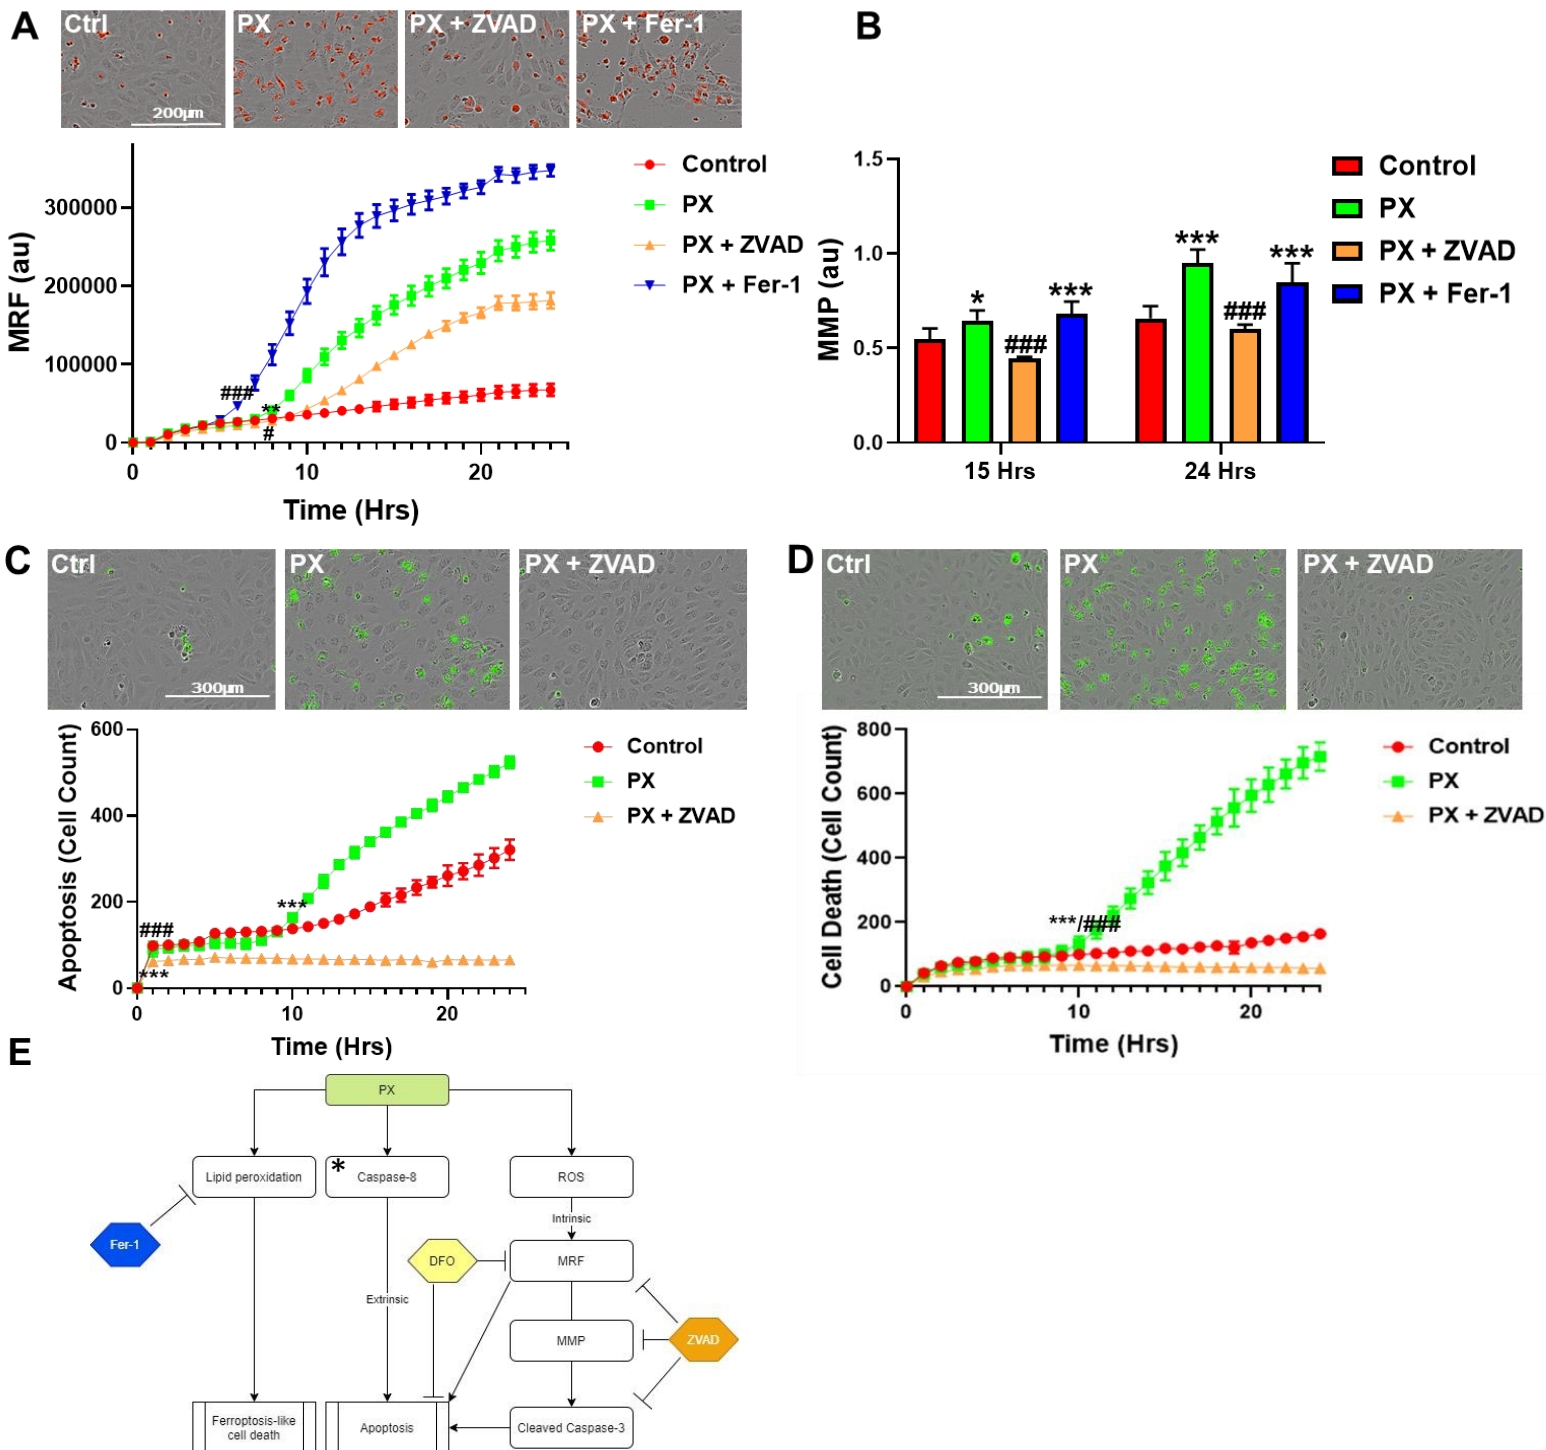 A
Ctrl
PX
PX + ZVAD
PX + Fer-1
200µm
MRF (au)
300000
200000
100000
0
###
**
#
0
10
20
Time (Hrs)
Control
PX
PX + ZVAD
PX + Fer-1
B
MMP (au)
1.5
1.0
0.5
0.0
*
###
***
***
###
***
15 Hrs
24 Hrs
Control
PX
PX + ZVAD
PX + Fer-1
C
Ctrl
PX
PX + ZVAD
300µm
Apoptosis (Cell Count)
600
400
200
0
###
***
***
0
10
20
Time (Hrs)
Control
PX
PX + ZVAD
D
Ctrl
PX
PX + ZVAD
300µm
Cell Death (Cell Count)
800
600
400
200
0
***/###
0
10
20
Time (Hrs)
Control
PX
PX + ZVAD
E
PX
Lipid peroxidation
* Caspase-8
ROS
Intrinsic
Fer-1
DFO
MRF
Extrinsic
MMP
ZVAD
Ferroptosis-like
cell death
Apoptosis
Cleaved Caspase-3